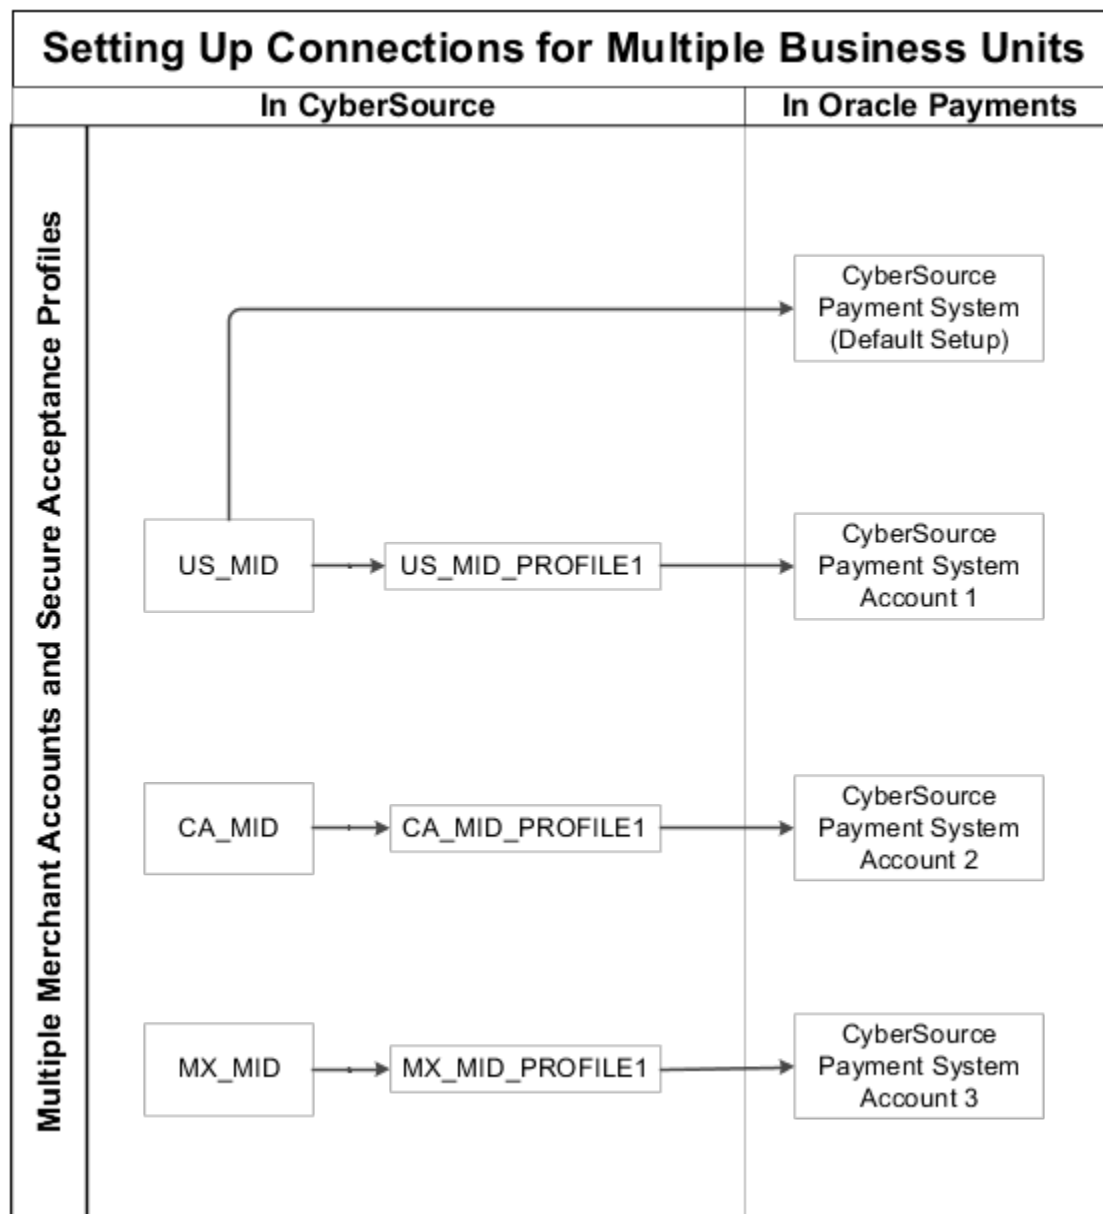 Setting Up Connections for Multiple Business Units
In CyberSource
In Oracle Payments
Multiple Merchant Accounts and Secure Acceptance Profiles
CyberSource
Payment System
(Default Setup)
US_MID
US_MID_PROFILE1
CyberSource
Payment System
Account 1
CA_MID
CA_MID_PROFILE1
CyberSource
Payment System
Account 2
MX_MID
MX_MID_PROFILE1
CyberSource
Payment System
Account 3